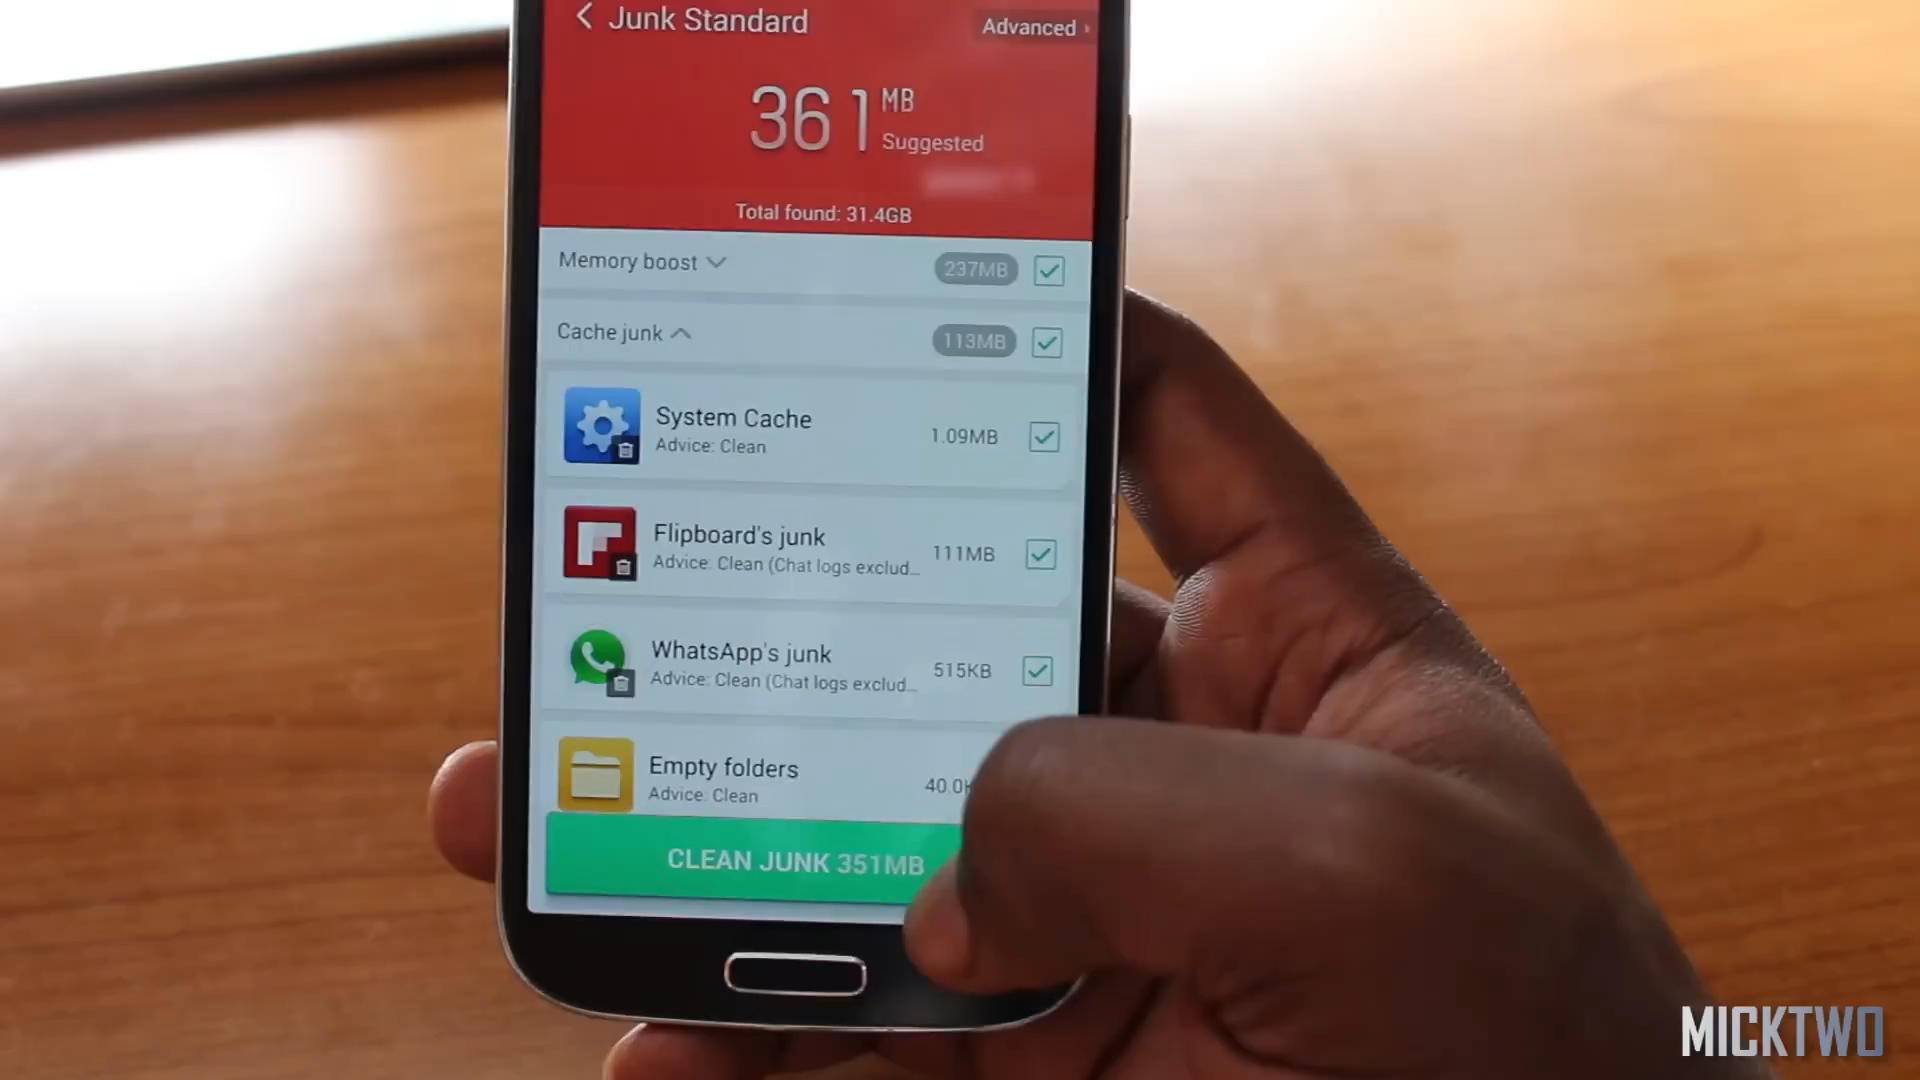 Junk Standard
Advanced
361 MB
Suggested
Total found: 31.4GB
Memory boost
237MB
Cache junk
113MB
System Cache
Advice: Clean
1.09MB
Flipboard's junk
Advice: Clean (Chat logs exclud...
111MB
WhatsApp's junk
Advice: Clean (Chat logs exclud...
515KB
Empty folders
Advice: Clean
40.0
CLEAN JUNK 351MB
MICKTWO